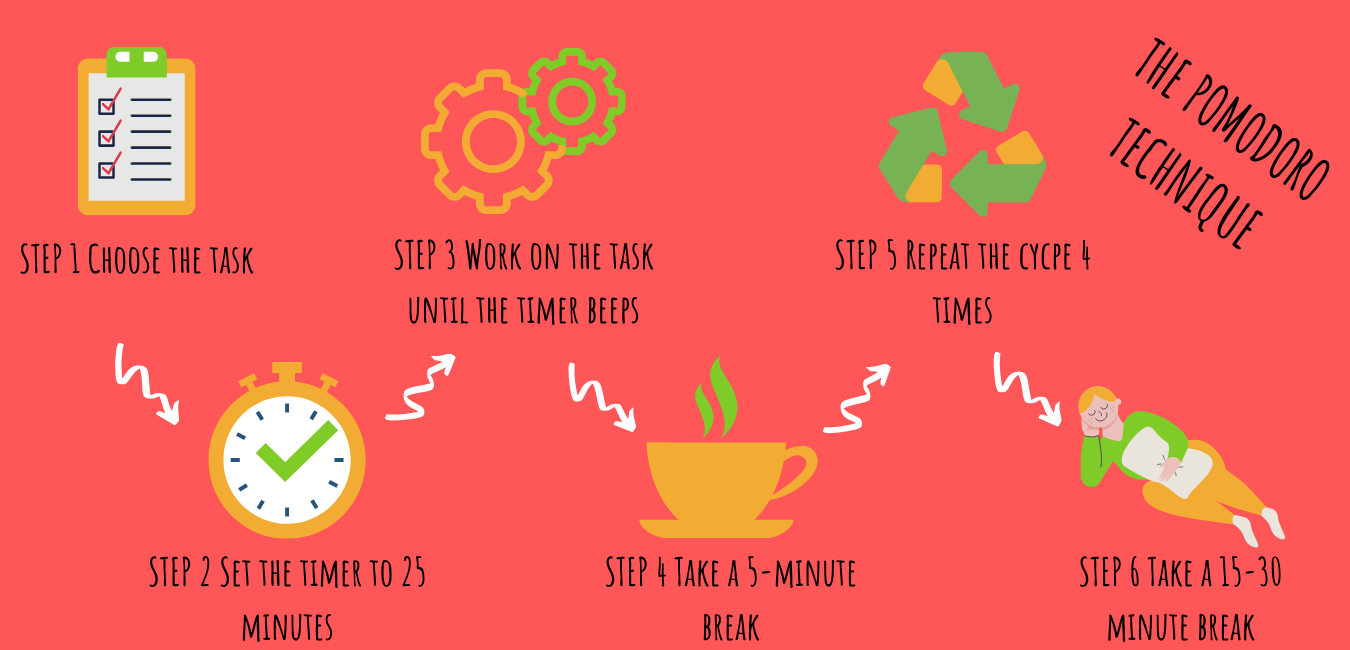 THE POMODORO
TECHNIQUE
STEP 1 CHOOSE THE TASK
STEP 2 SET THE TIMER TO 25
MINUTES
STEP 3 WORK ON THE TASK
UNTIL THE TIMER BEEPS
STEP 4 TAKE A 5-MINUTE
BREAK
STEP 5 REPEAT THE CYCPE 4
TIMES
STEP 6 TAKE A 15-30
MINUTE BREAK